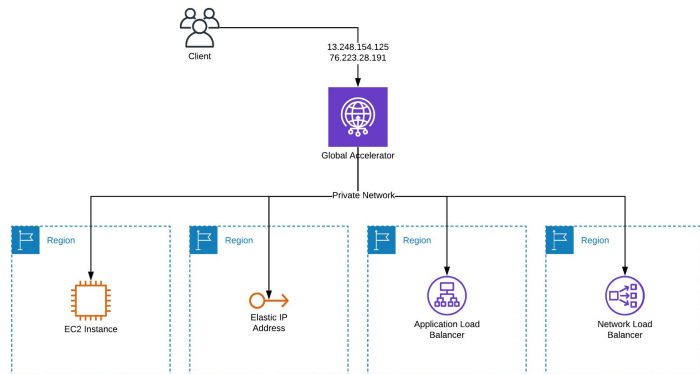 Client
13.248.154.125
76.223.28.191
Global Accelerator
Private Network
Region
Region
Region
Region
EC2 Instance
Elastic IP
Address
Application Load
Balancer
Network Load
Balancer